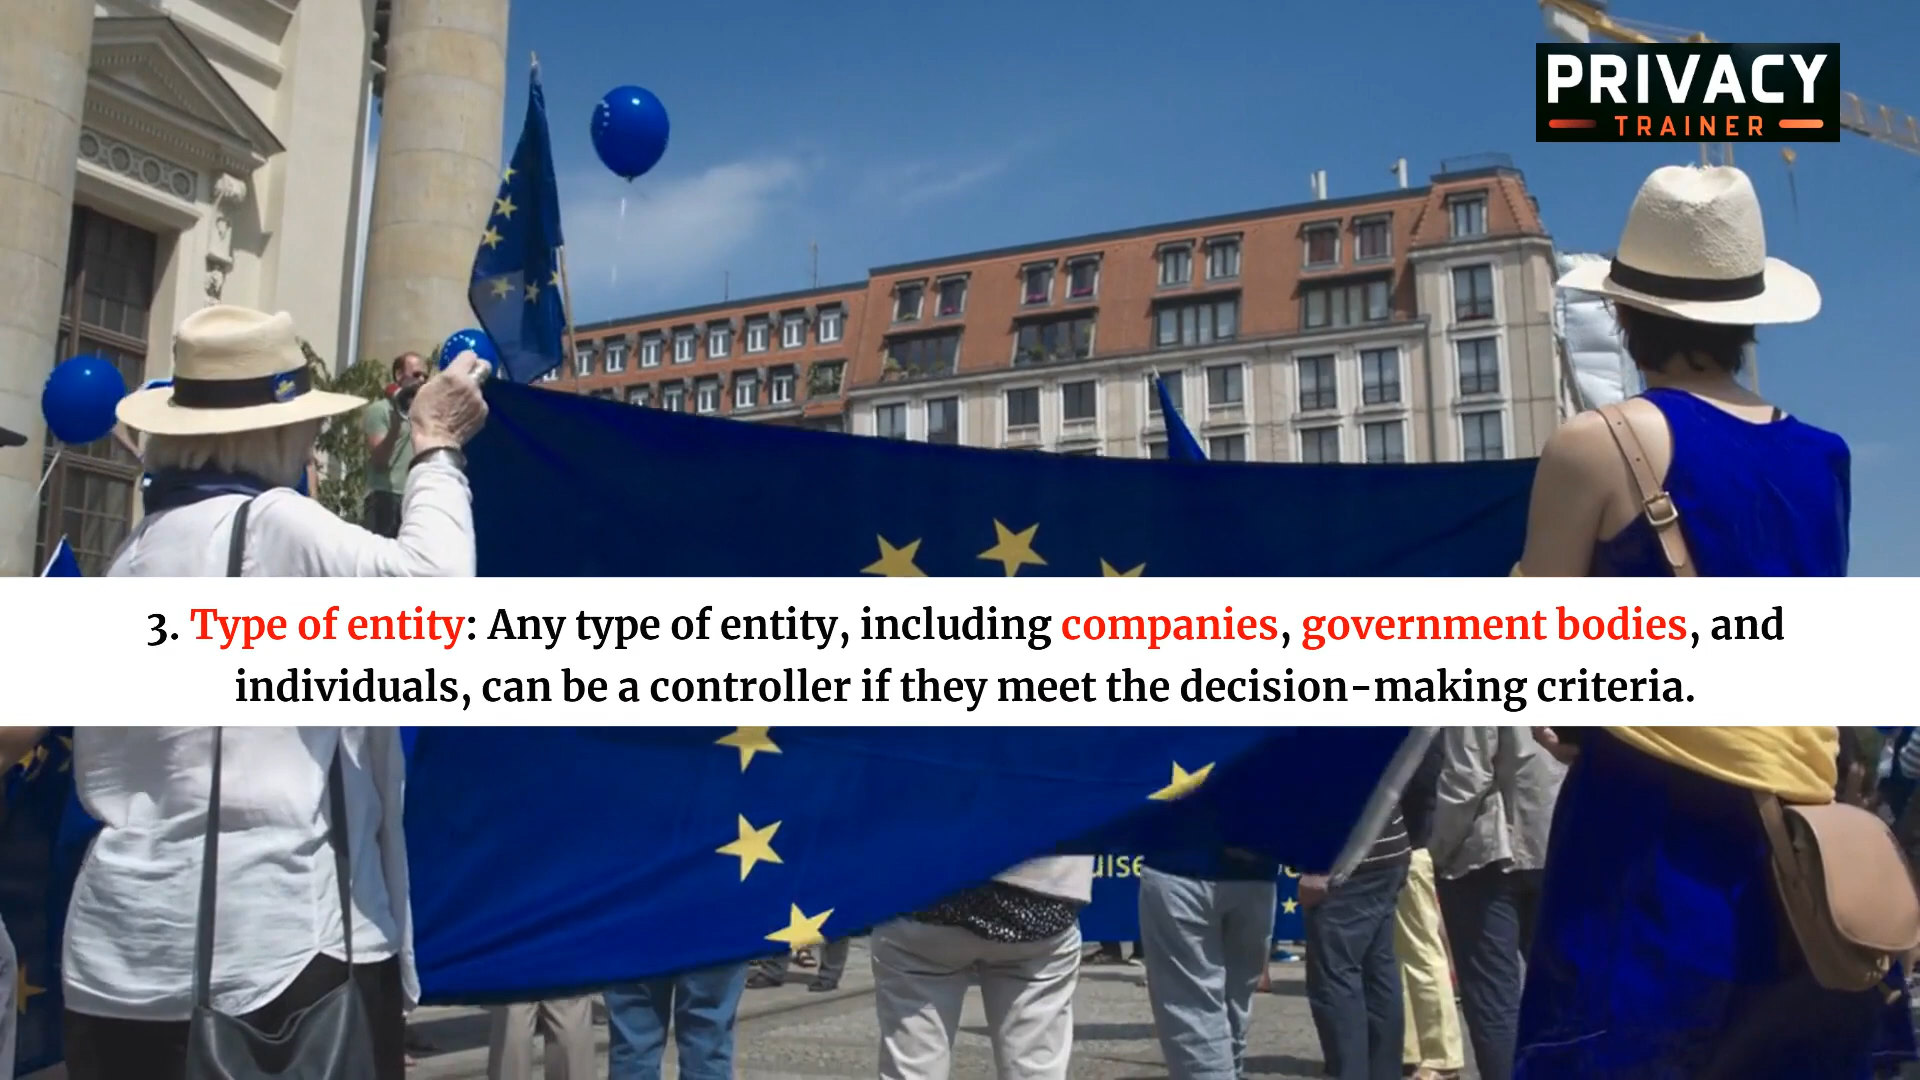 PRIVACY
TRAINER
3. Type of entity: Any type of entity, including companies, government bodies, and
individuals, can be a controller if they meet the decision-making criteria.